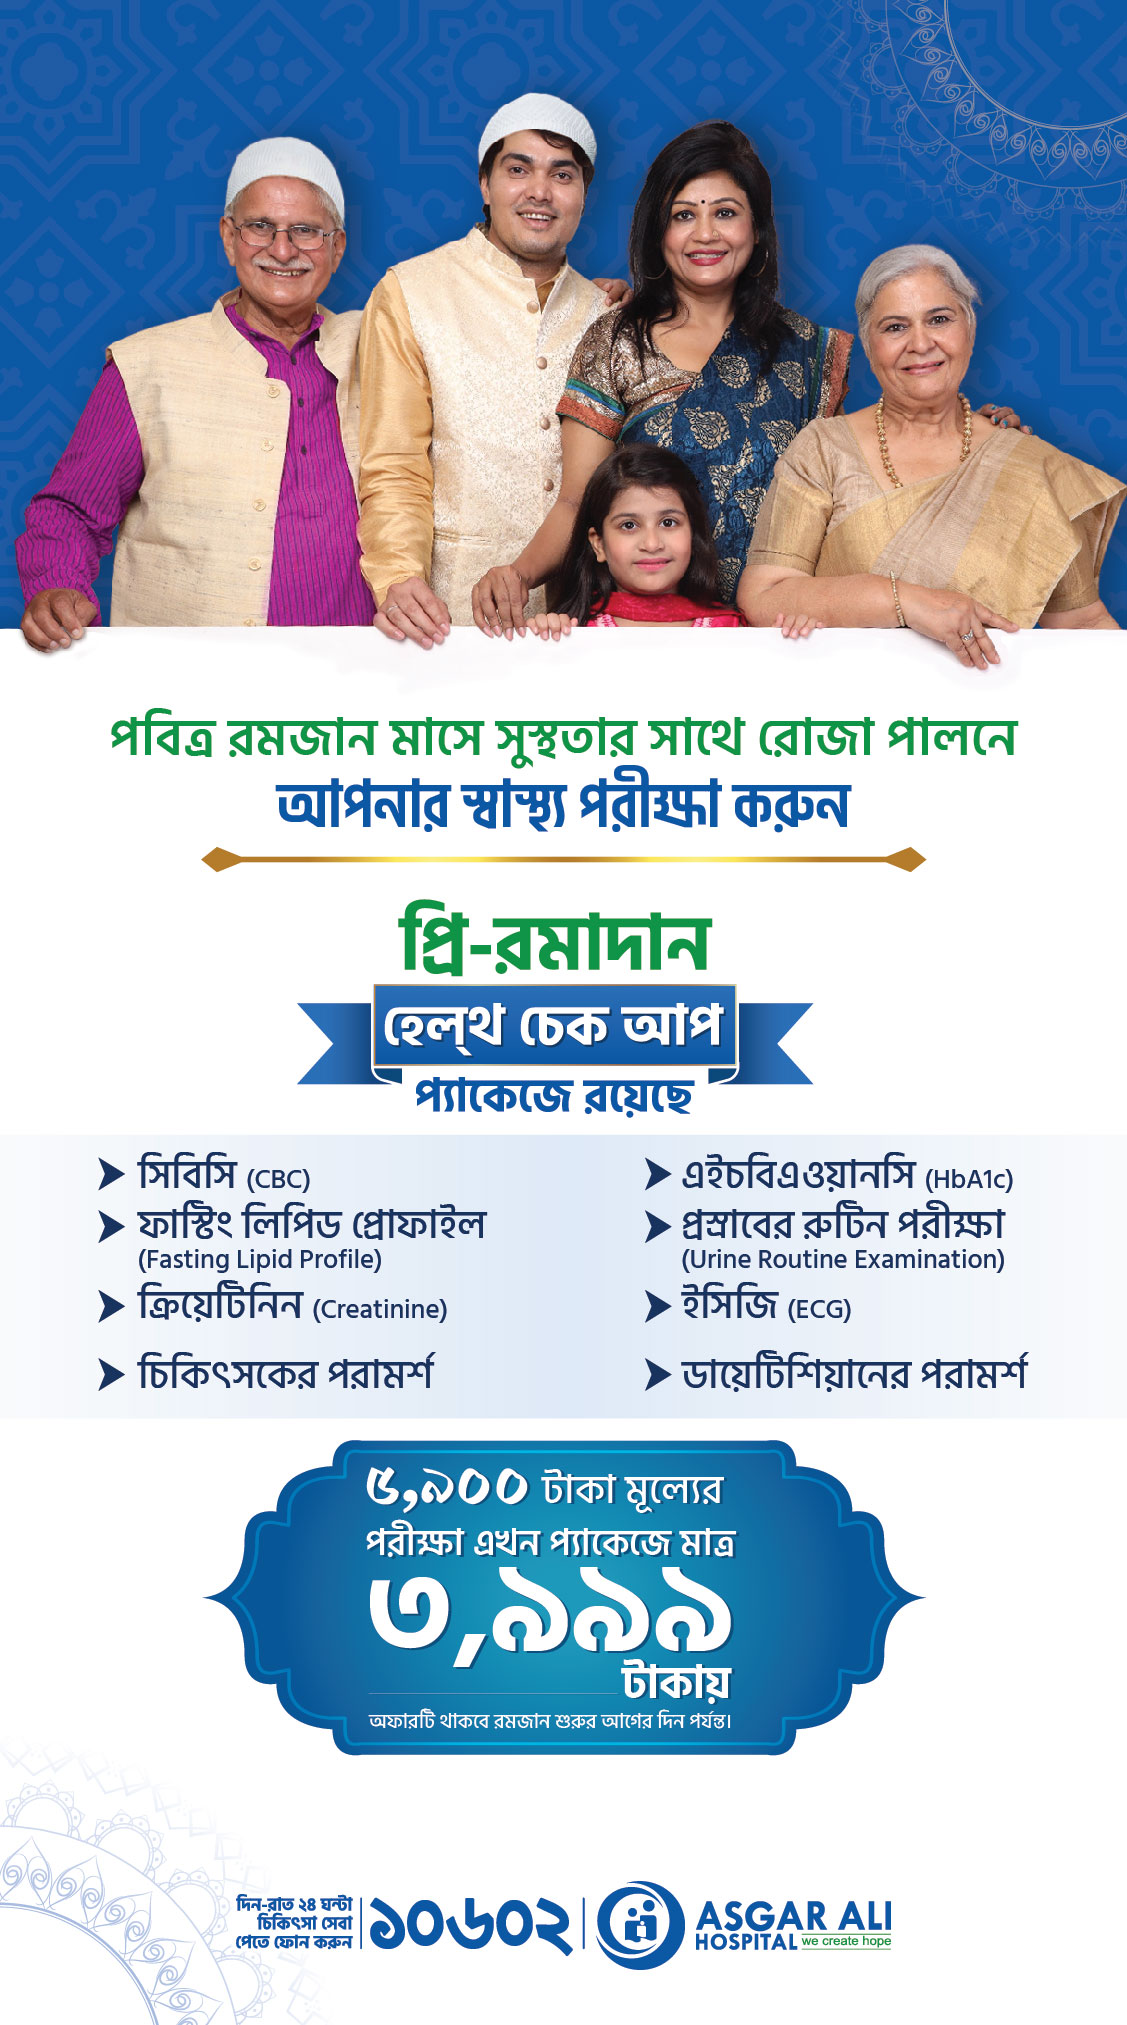 পবিত্র রমজান মাসে সুস্থতার সাথে রোজা পালনে
আপনার স্বাস্থ্য পরীক্ষা করুন
প্রি-রমাদান
হেল্‌থ চেক আপ
প্যাকেজে রয়েছে
সিবিসি (CBC)
ফাস্টিং লিপিড প্রোফাইল
(Fasting Lipid Profile)
ক্রিয়েটিনিন (Creatinine)
চিকিৎসকের পরামর্শ
এইচবিএওয়ানসি (HbA1c)
প্রস্রাবের রুটিন পরীক্ষা
(Urine Routine Examination)
ইসিজি (ECG)
ডায়েটিশিয়ানের পরামর্শ
৫,৯০০ টাকা মূল্যের
পরীক্ষা এখন প্যাকেজে মাত্র
৩,৯৯৯
টাকায়
অফারটি থাকবে রমজান শুরুর আগের দিন পর্যন্ত।
দিন-রাত ২৪ ঘন্টা
চিকিৎসা সেবা
পেতে ফোন করুন
১০৬০২
ASGAR ALI
HOSPITAL we create hope